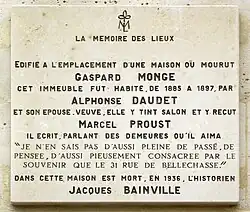 LA MEMOIRE DES LIEUX
EDIFIE A L'EMPLACEMENT D'UNE MAISON OU MOURUT
GASPARD MONGE
CET IMMEUBLE FUT HABITÉ, DE 1885 A 1897, PAR
ALPHONSE DAUDET
ET SON EPOUSE. VEUVE, ELLE Y TINT SALON ET Y REÇUT
MARCEL PROUST
IL ECRIT, PARLANT DES DEMEURES QU'IL AIMA
"JE N'EN SAIS PAS D'AUSSI PLEINE DE PASSÉ, DE
PENSEE, D'AUSSI PIEUSEMENT CONSACREE PAR LE
SOUVENIR QUE LE 31 RUE DE BELLECHASSE."
DANS CETTE MAISON EST MORT, EN 1936, L'HISTORIEN
JACQUES BAINVILLE